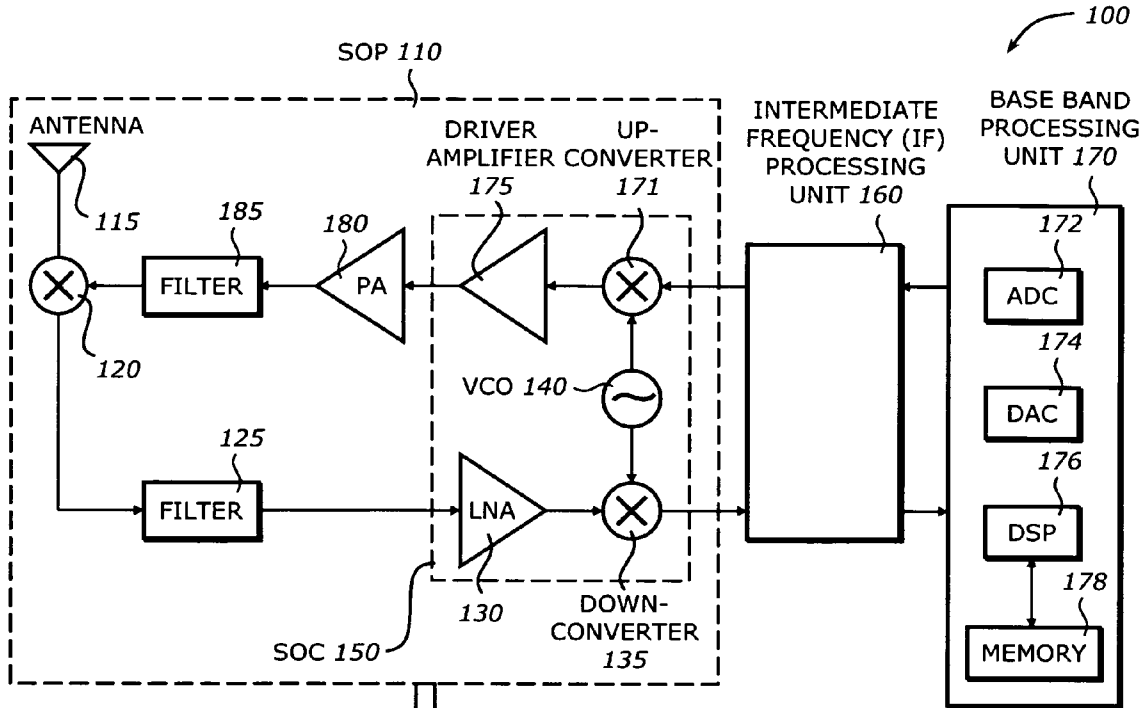 100
SOP 110
ANTENNA
115
DRIVER
AMPLIFIER
175
UP-
CONVERTER
171
INTERMEDIATE
FREQUENCY (IF)
PROCESSING
UNIT 160
BASE BAND
PROCESSING
UNIT 170
185
FILTER
180
PA
120
VCO 140
125
FILTER
LNA
130
DOWN-
CONVERTER
135
SOC 150
172
ADC
174
DAC
176
DSP
178
MEMORY